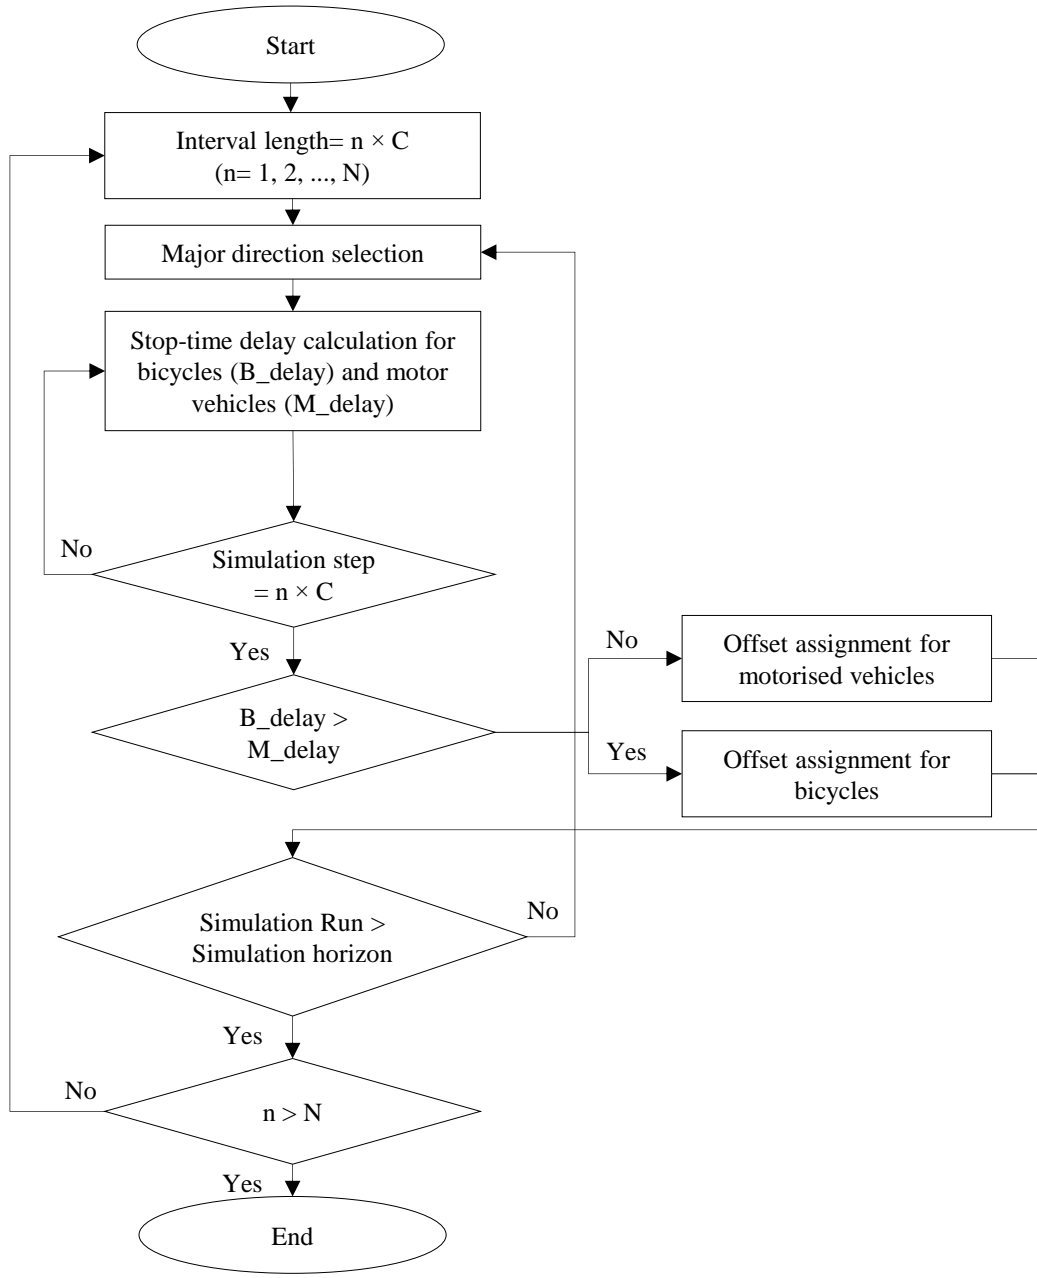 Start
Interval length= n × C
(n= 1, 2, ..., N)
Major direction selection
Stop-time delay calculation for
bicycles (B_delay) and motor
vehicles (M_delay)
No
Simulation step
= n × C
Yes
B_delay >
M_delay
No
Offset assignment for
motorised vehicles
Yes
Offset assignment for
bicycles
Simulation Run >
Simulation horizon
No
Yes
No
n > N
Yes
End